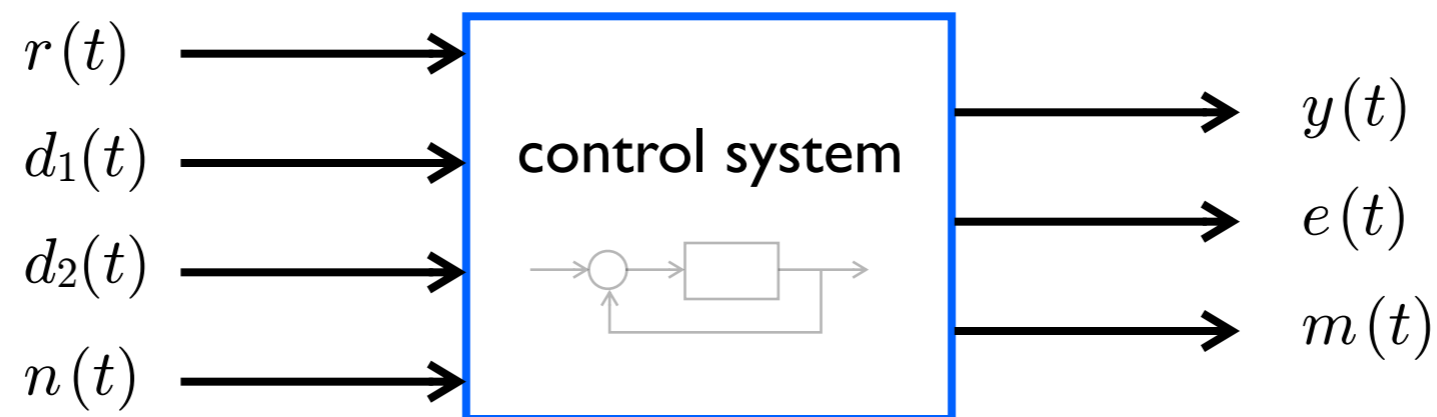 r(t)
d₁(t)
d₂(t)
n(t)
control system
y(t)
e(t)
m(t)